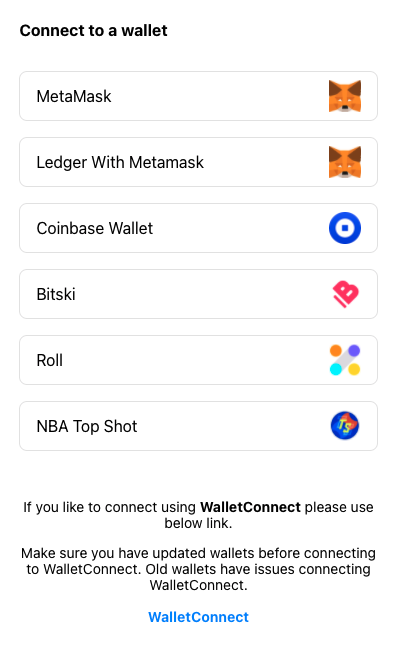 Connect to a wallet
MetaMask
Ledger With Metamask
Coinbase Wallet
Bitski
Roll
NBA Top Shot
TS
If you like to connect using WalletConnect please use
below link.
Make sure you have updated wallets before connecting
to WalletConnect. Old wallets have issues connecting
WalletConnect.
WalletConnect